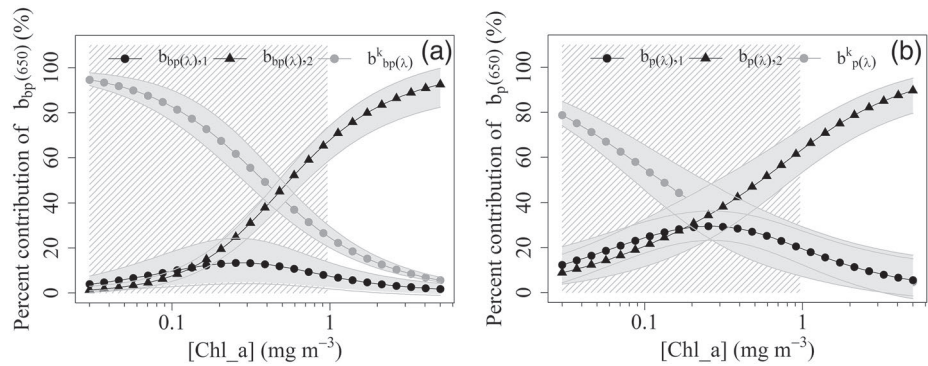 b_bp(λ),1 b_bp(λ),2 b^k_bp(λ) (a)
Percent contribution of b_bp(650) (%)
100
80
60
40
20
0
0.1 1
[Chl_a] (mg m⁻³)
b_p(λ),1 b_p(λ),2 b^k_p(λ) (b)
Percent contribution of b_p(650) (%)
100
80
60
40
20
0
0.1 1
[Chl_a] (mg m⁻³)